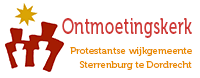 Ontmoetingskerk
Protestantse wijkgemeente
Sterrenburg te Dordrecht